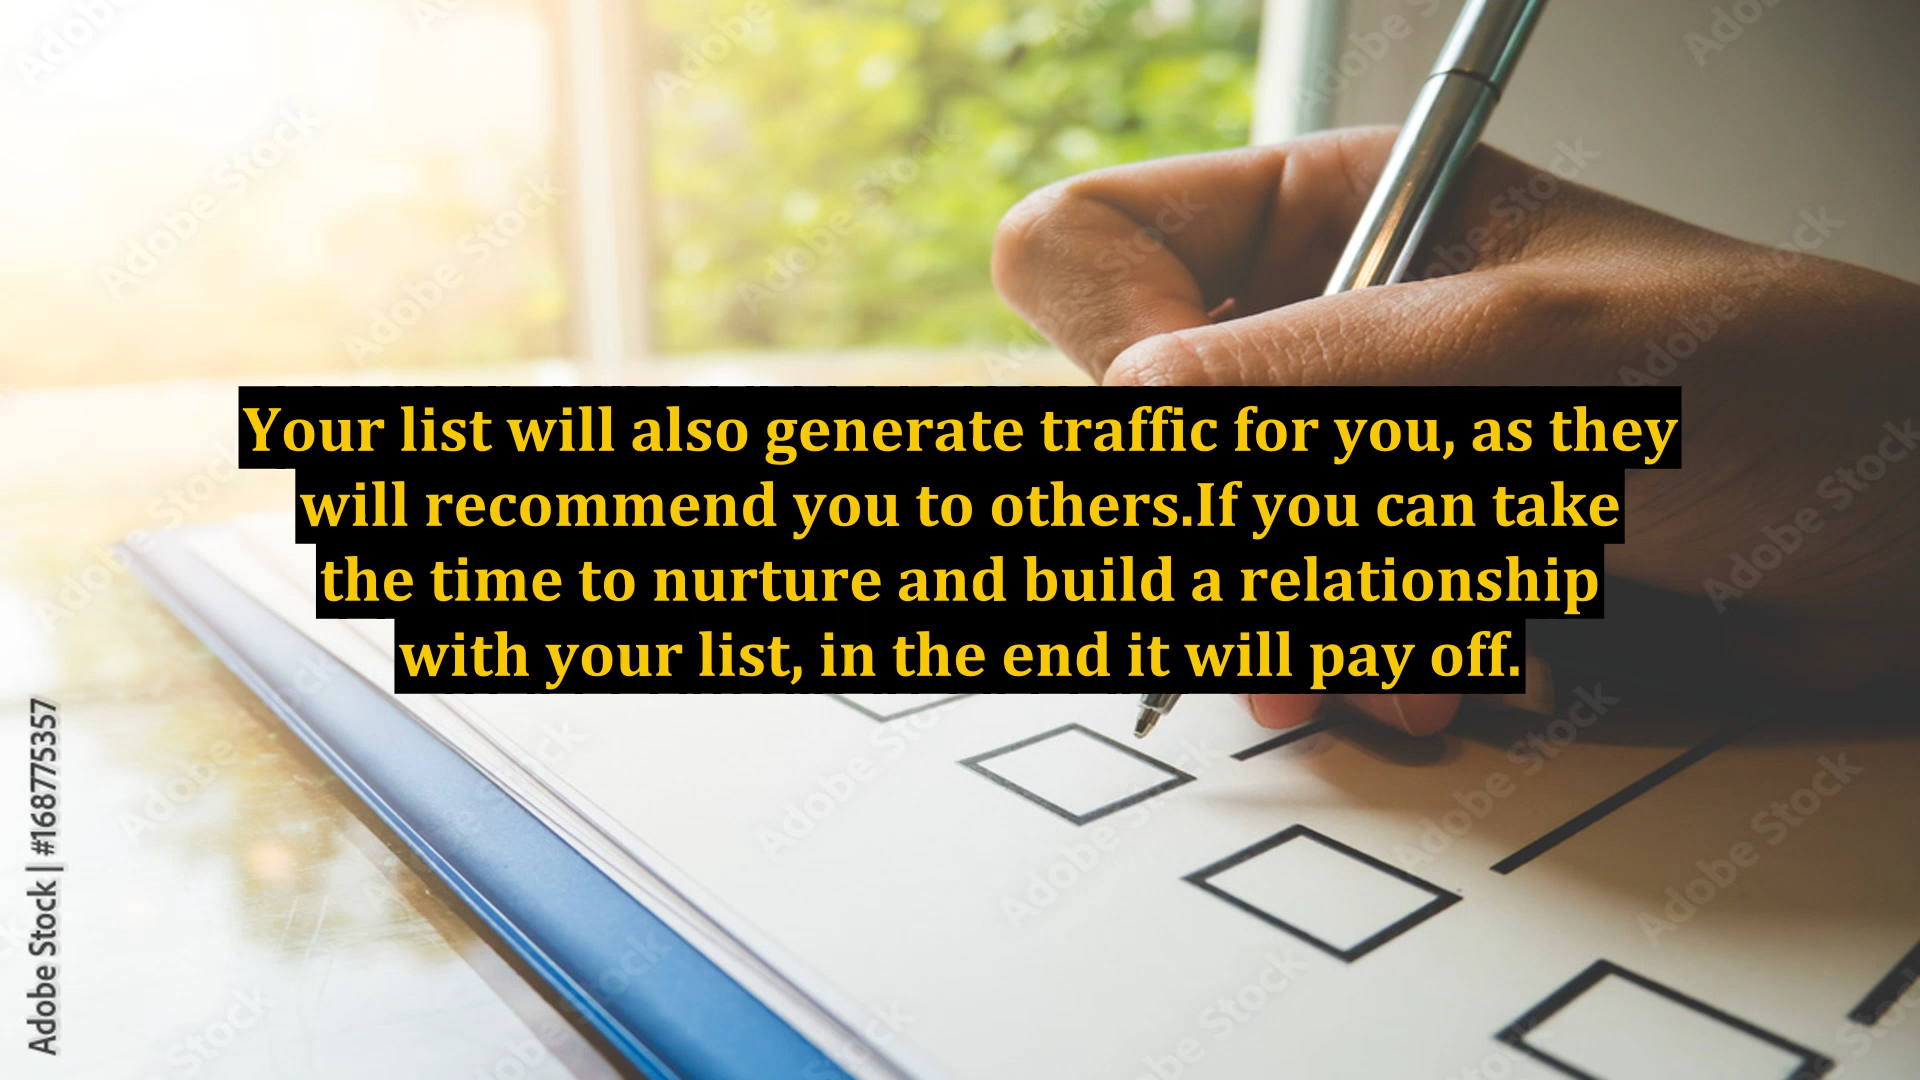 Your list will also generate traffic for you, as they
will recommend you to others.If you can take
the time to nurture and build a relationship
with your list, in the end it will pay off.
Adobe Stock | #168775357
Adobe Stock